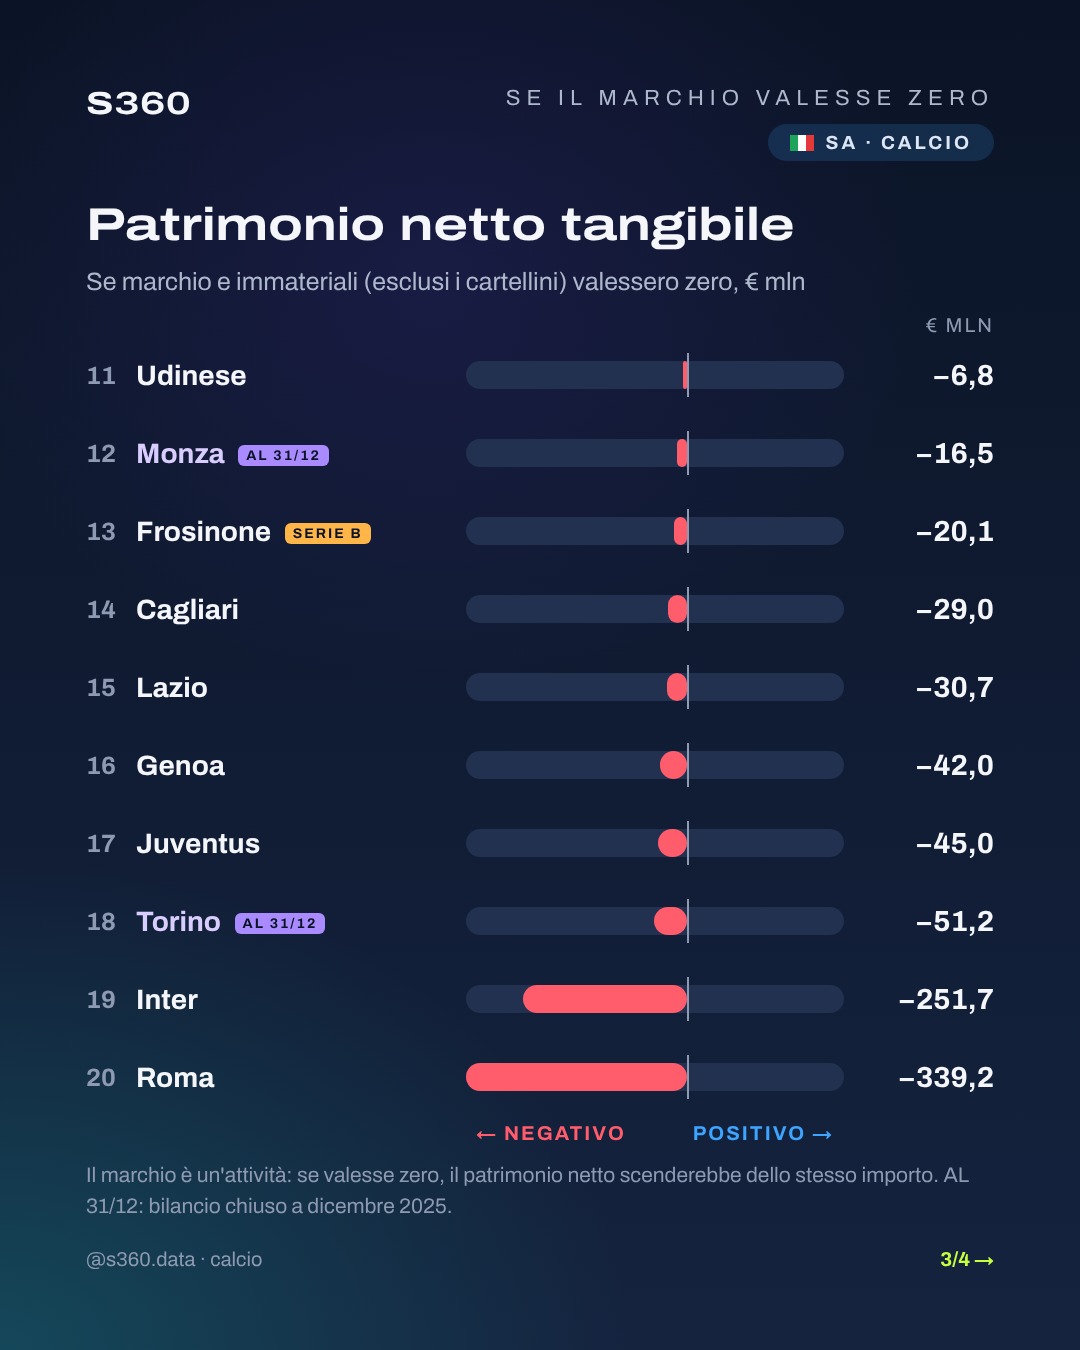 S360
SE IL MARCHIO VALESSE ZERO
SA · CALCIO
Patrimonio netto tangibile
Se marchio e immateriali (esclusi i cartellini) valessero zero, € mln
€ MLN
11 Udinese −6,8
12 Monza AL 31/12 −16,5
13 Frosinone SERIE B −20,1
14 Cagliari −29,0
15 Lazio −30,7
16 Genoa −42,0
17 Juventus −45,0
18 Torino AL 31/12 −51,2
19 Inter −251,7
20 Roma −339,2
← NEGATIVO POSITIVO →
Il marchio è un'attività: se valesse zero, il patrimonio netto scenderebbe dello stesso importo. AL
31/12: bilancio chiuso a dicembre 2025.
@s360.data · calcio
3/4 →